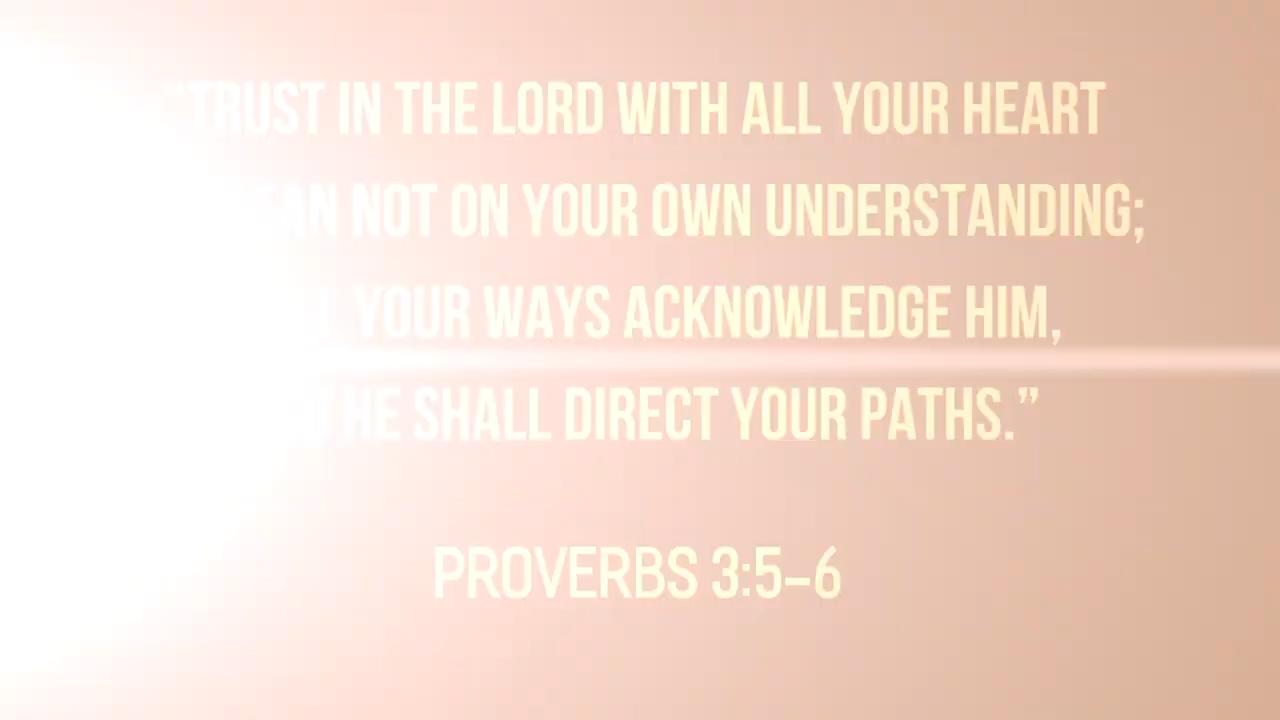 “TRUST IN THE LORD WITH ALL YOUR HEART
NOT ON YOUR OWN UNDERSTANDING;
YOUR WAYS ACKNOWLEDGE HIM,
HE SHALL DIRECT YOUR PATHS.”
PROVERBS 3:5–6